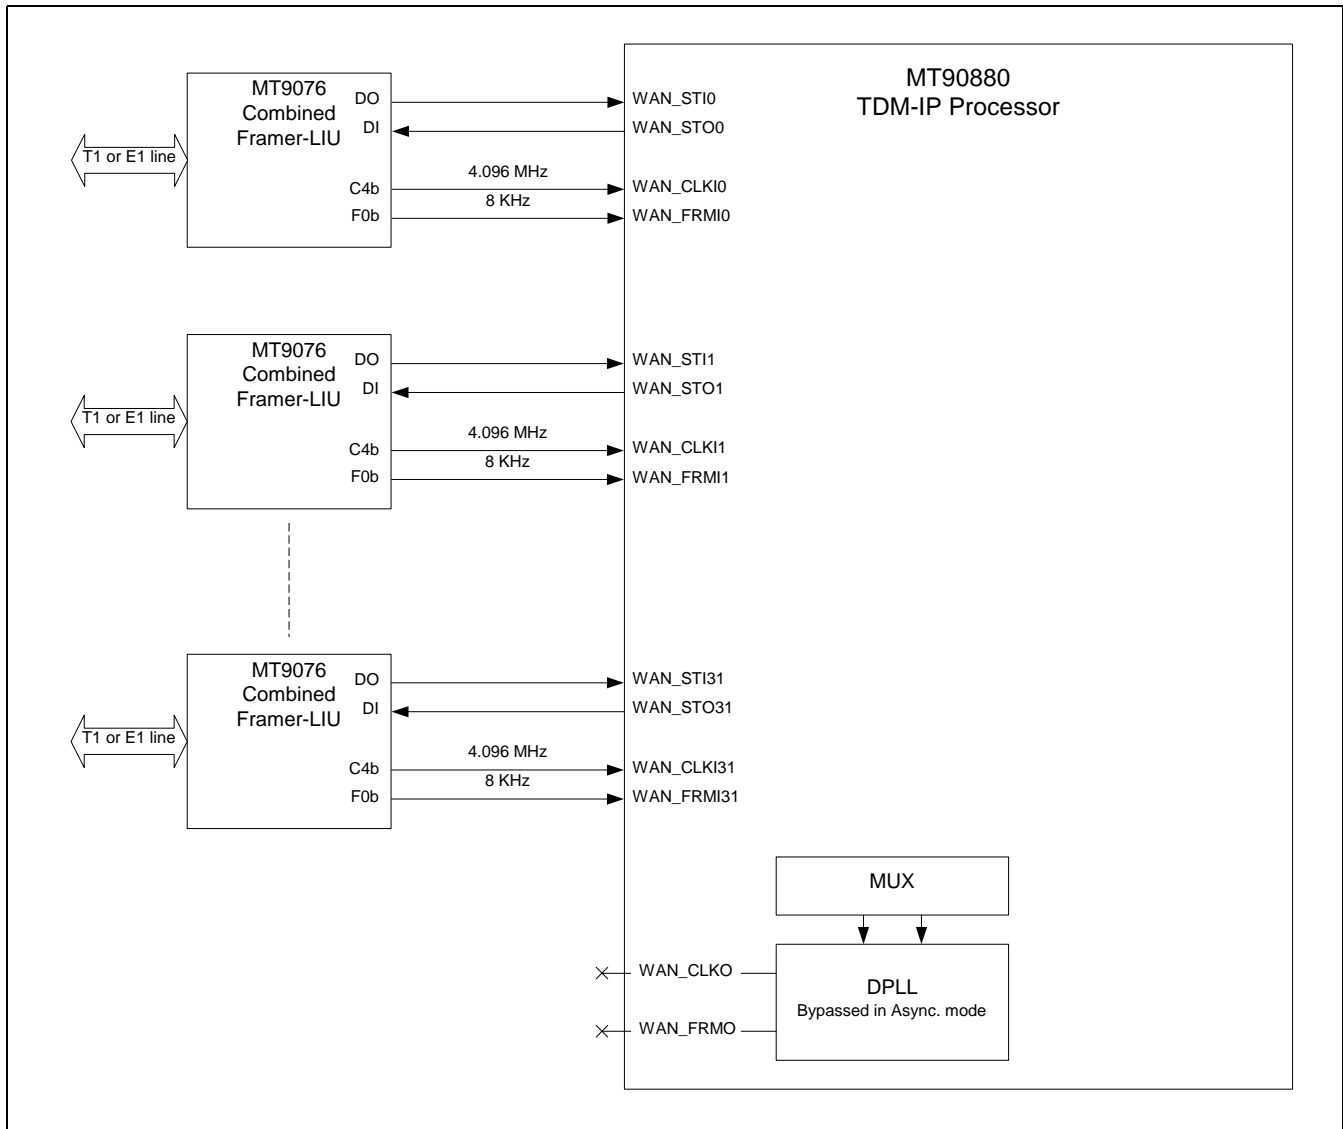 MT90880
TDM-IP Processor
MT9076
Combined
Framer-LIU
T1 or E1 line
DO
DI
C4b
F0b
4.096 MHz
8 KHz
WAN_STI0
WAN_STO0
WAN_CLKI0
WAN_FRMI0
MT9076
Combined
Framer-LIU
T1 or E1 line
DO
DI
C4b
F0b
4.096 MHz
8 KHz
WAN_STI1
WAN_STO1
WAN_CLKI1
WAN_FRMI1
MT9076
Combined
Framer-LIU
T1 or E1 line
DO
DI
C4b
F0b
4.096 MHz
8 KHz
WAN_STI31
WAN_STO31
WAN_CLKI31
WAN_FRMI31
MUX
WAN_CLKO
WAN_FRMO
DPLL
Bypassed in Async. mode